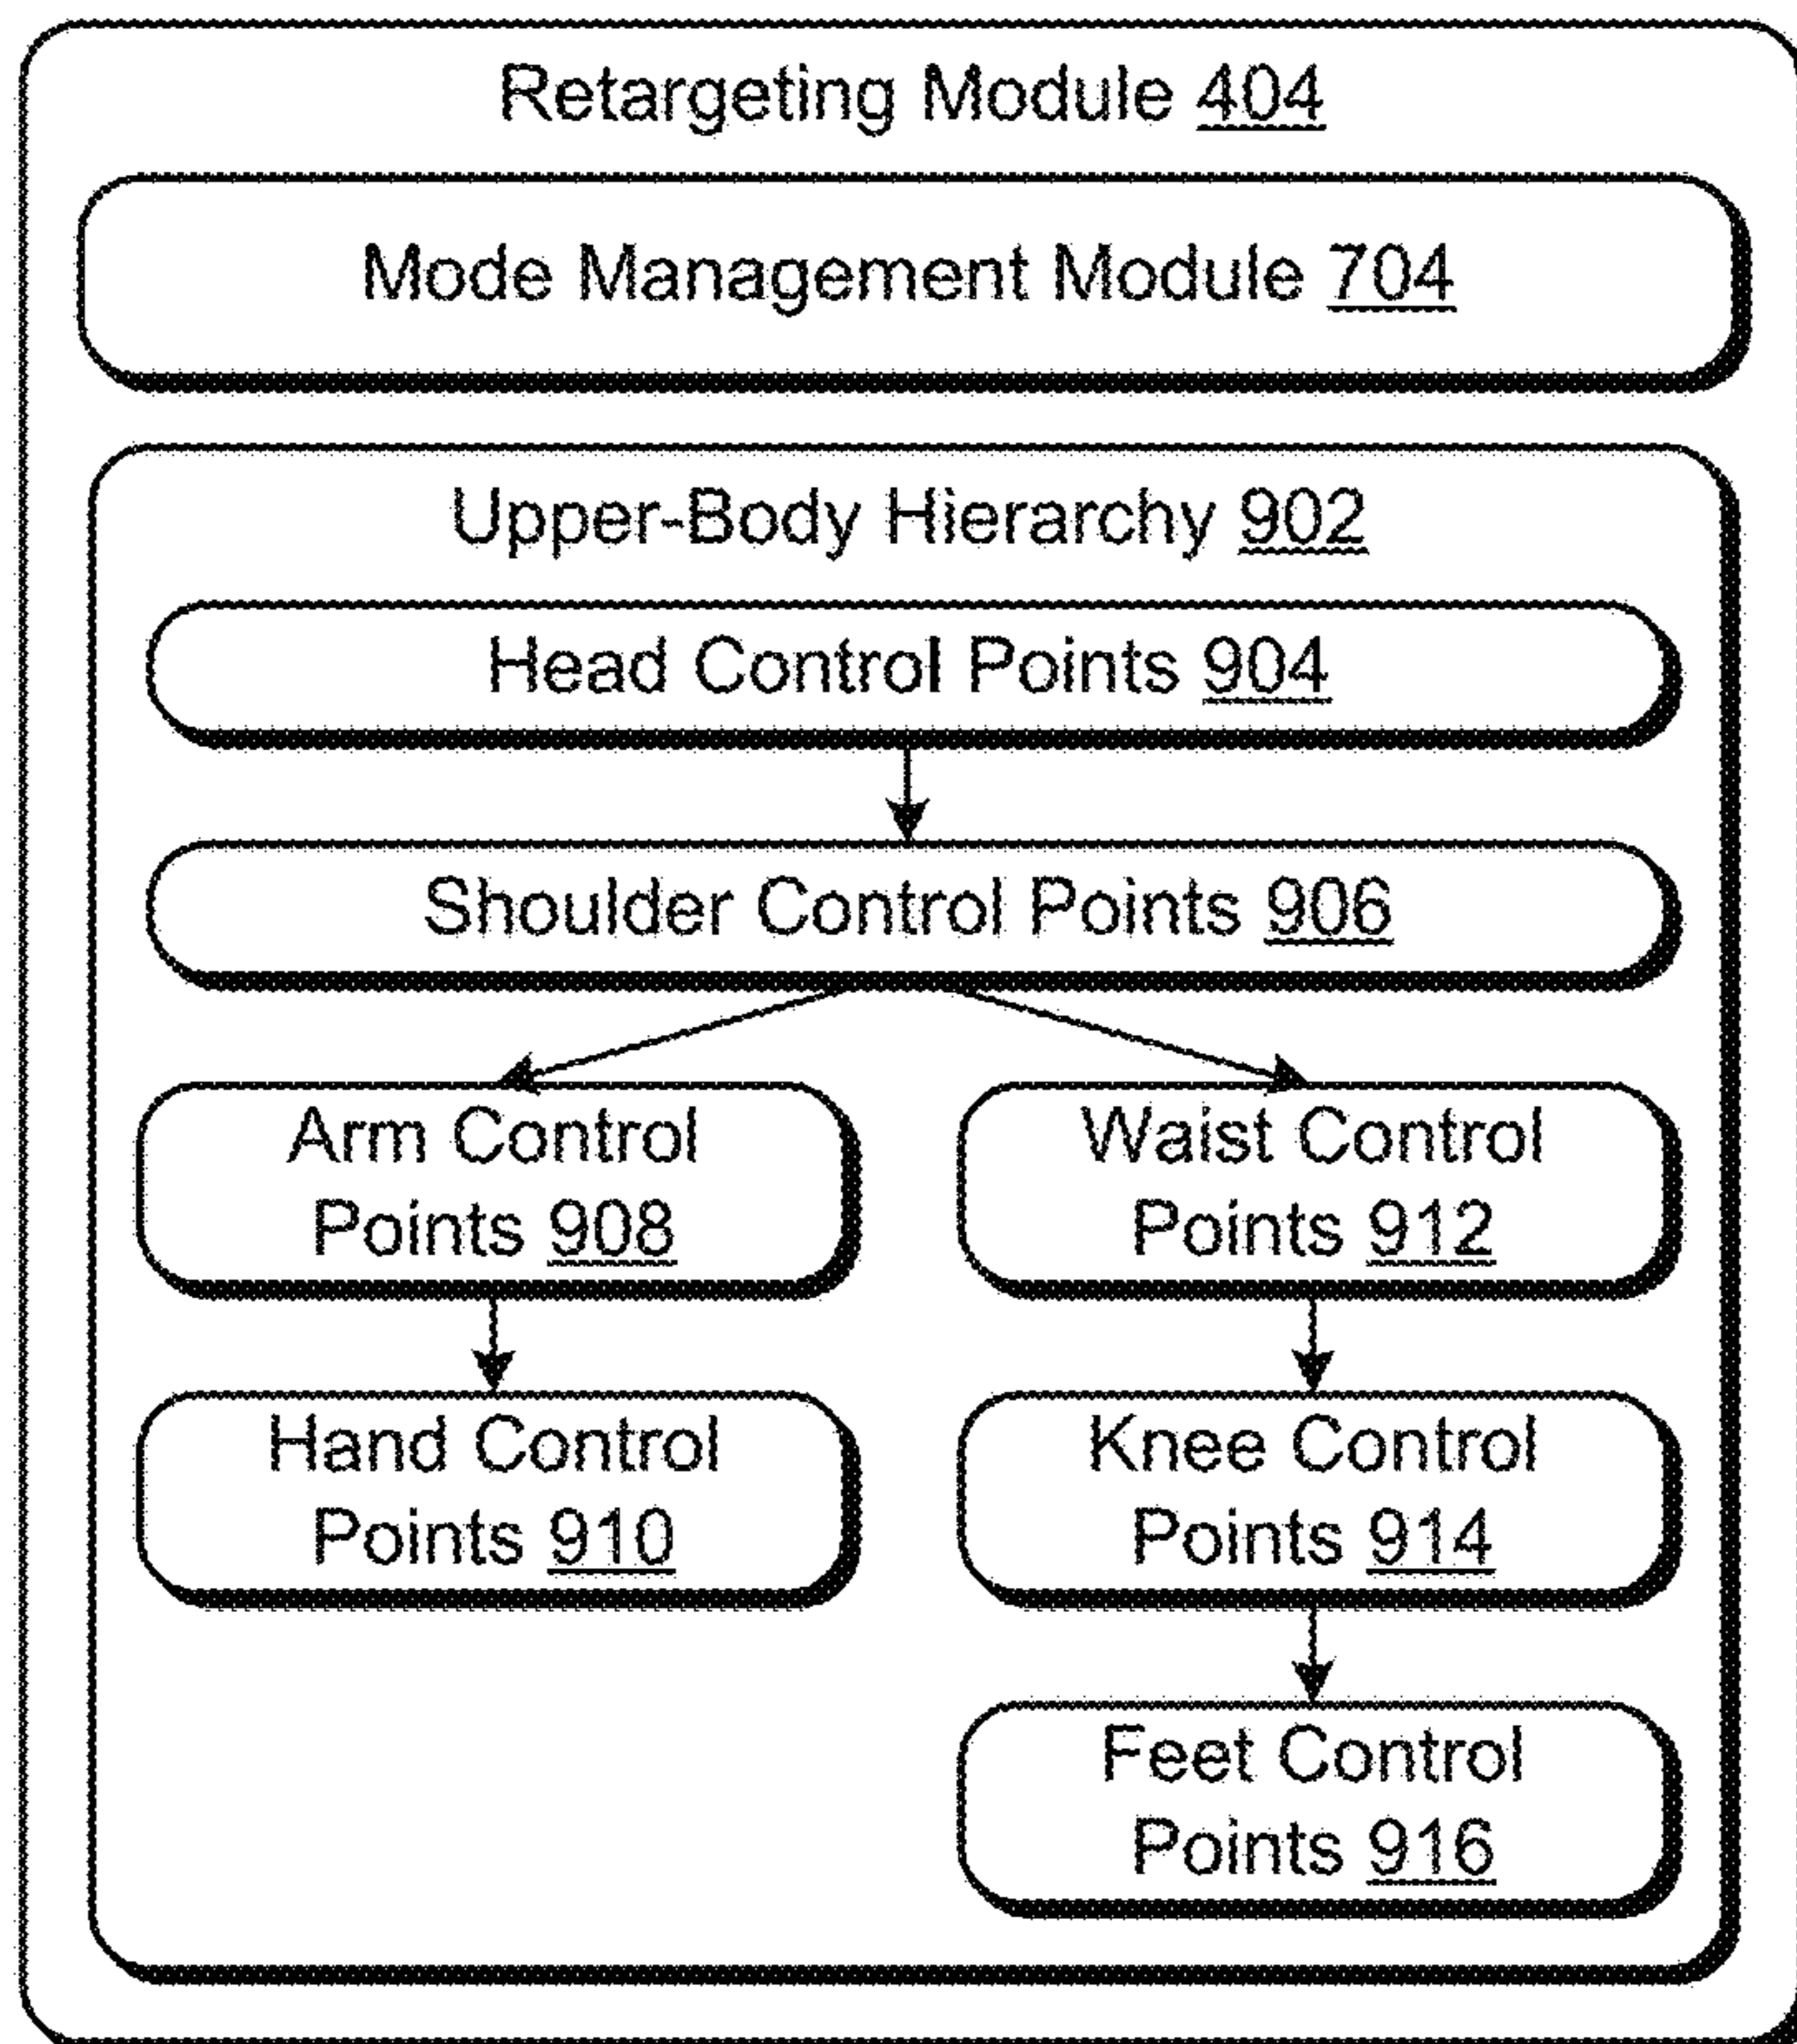 Retargeting Module 404
Mode Management Module 704
Upper-Body Hierarchy 902
Head Control Points 904
Shoulder Control Points 906
Arm Control
Points 908
Waist Control
Points 912
Hand Control
Points 910
Knee Control
Points 914
Feet Control
Points 916